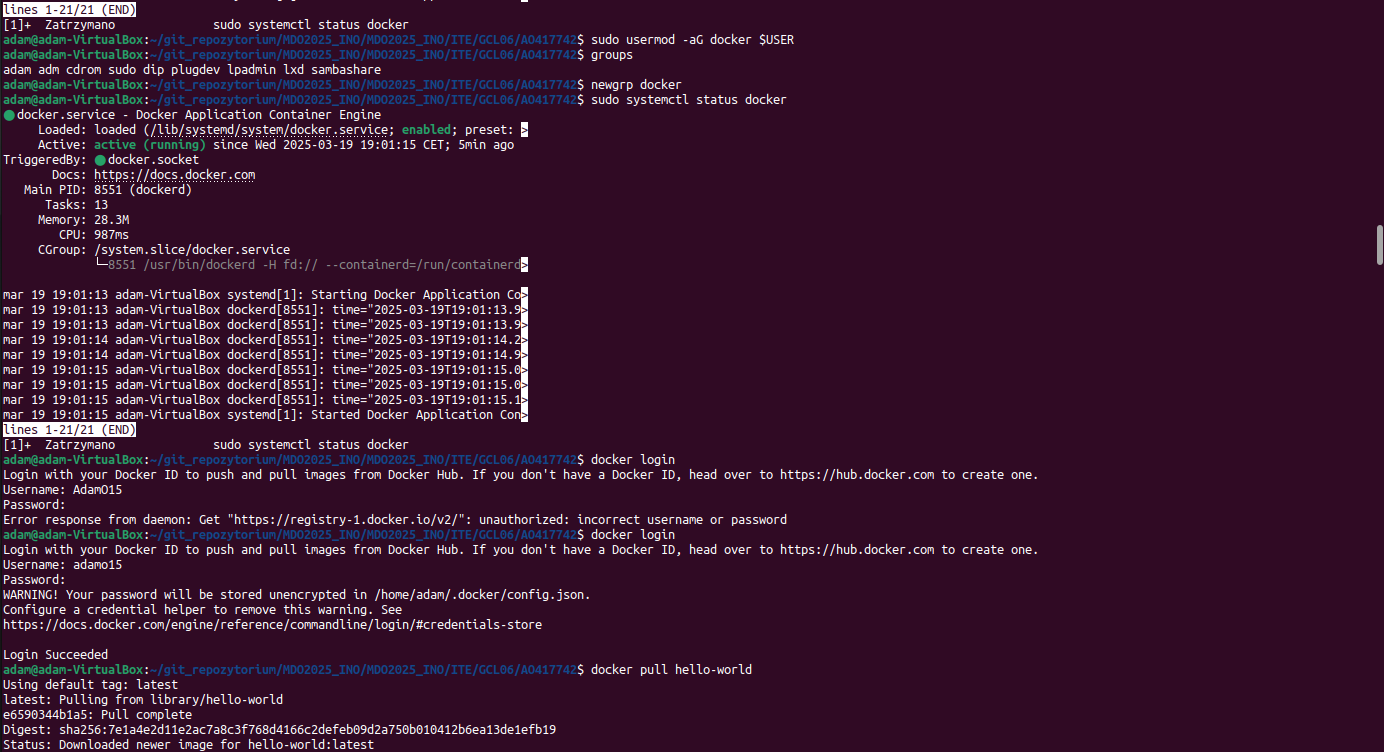 lines 1-21/21 (END)
[1]+  Zatrzymano              sudo systemctl status docker
adam@adam-VirtualBox:~/git_repozytorium/MDO2025_INO/MDO2025_INO/ITE/GCL06/AO417742$ sudo usermod -aG docker $USER
adam@adam-VirtualBox:~/git_repozytorium/MDO2025_INO/MDO2025_INO/ITE/GCL06/AO417742$ groups
adam adm cdrom sudo dip plugdev lpadmin lxd sambashare
adam@adam-VirtualBox:~/git_repozytorium/MDO2025_INO/MDO2025_INO/ITE/GCL06/AO417742$ newgrp docker
adam@adam-VirtualBox:~/git_repozytorium/MDO2025_INO/MDO2025_INO/ITE/GCL06/AO417742$ sudo systemctl status docker
● docker.service - Docker Application Container Engine
     Loaded: loaded (/lib/systemd/system/docker.service; enabled; preset: >
     Active: active (running) since Wed 2025-03-19 19:01:15 CET; 5min ago
TriggeredBy: ● docker.socket
       Docs: https://docs.docker.com
   Main PID: 8551 (dockerd)
      Tasks: 13
     Memory: 28.3M
        CPU: 987ms
     CGroup: /system.slice/docker.service
             └─8551 /usr/bin/dockerd -H fd:// --containerd=/run/containerd>
mar 19 19:01:13 adam-VirtualBox systemd[1]: Starting Docker Application Co>
mar 19 19:01:13 adam-VirtualBox dockerd[8551]: time="2025-03-19T19:01:13.9>
mar 19 19:01:13 adam-VirtualBox dockerd[8551]: time="2025-03-19T19:01:13.9>
mar 19 19:01:14 adam-VirtualBox dockerd[8551]: time="2025-03-19T19:01:14.2>
mar 19 19:01:14 adam-VirtualBox dockerd[8551]: time="2025-03-19T19:01:14.9>
mar 19 19:01:15 adam-VirtualBox dockerd[8551]: time="2025-03-19T19:01:15.0>
mar 19 19:01:15 adam-VirtualBox dockerd[8551]: time="2025-03-19T19:01:15.0>
mar 19 19:01:15 adam-VirtualBox dockerd[8551]: time="2025-03-19T19:01:15.1>
mar 19 19:01:15 adam-VirtualBox systemd[1]: Started Docker Application Con>
lines 1-21/21 (END)
[1]+  Zatrzymano              sudo systemctl status docker
adam@adam-VirtualBox:~/git_repozytorium/MDO2025_INO/MDO2025_INO/ITE/GCL06/AO417742$ docker login
Login with your Docker ID to push and pull images from Docker Hub. If you don't have a Docker ID, head over to https://hub.docker.com to create one.
Username: AdamO15
Password:
Error response from daemon: Get "https://registry-1.docker.io/v2/": unauthorized: incorrect username or password
adam@adam-VirtualBox:~/git_repozytorium/MDO2025_INO/MDO2025_INO/ITE/GCL06/AO417742$ docker login
Login with your Docker ID to push and pull images from Docker Hub. If you don't have a Docker ID, head over to https://hub.docker.com to create one.
Username: adamo15
Password:
WARNING! Your password will be stored unencrypted in /home/adam/.docker/config.json.
Configure a credential helper to remove this warning. See
https://docs.docker.com/engine/reference/commandline/login/#credentials-store
Login Succeeded
adam@adam-VirtualBox:~/git_repozytorium/MDO2025_INO/MDO2025_INO/ITE/GCL06/AO417742$ docker pull hello-world
Using default tag: latest
latest: Pulling from library/hello-world
e6590344b1a5: Pull complete
Digest: sha256:7e1a4e2d11e2ac7a8c3f768d4166c2defeb09d2a750b010412b6ea13de1efb19
Status: Downloaded newer image for hello-world:latest